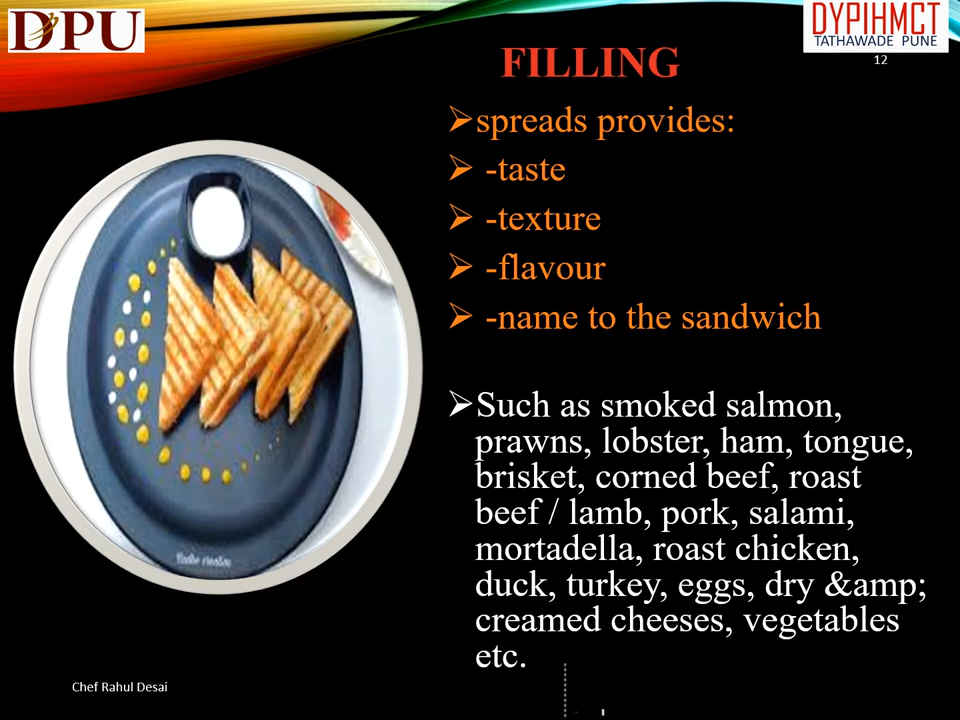 DPU
DYPIHMCT
TATHAWADE PUNE
12
FILLING
➢spreads provides:
➢ -taste
➢ -texture
➢ -flavour
➢ -name to the sandwich
➢Such as smoked salmon,
prawns, lobster, ham, tongue,
brisket, corned beef, roast
beef / lamb, pork, salami,
mortadella, roast chicken,
duck, turkey, eggs, dry &amp;
creamed cheeses, vegetables
etc.
Chef Rahul Desai